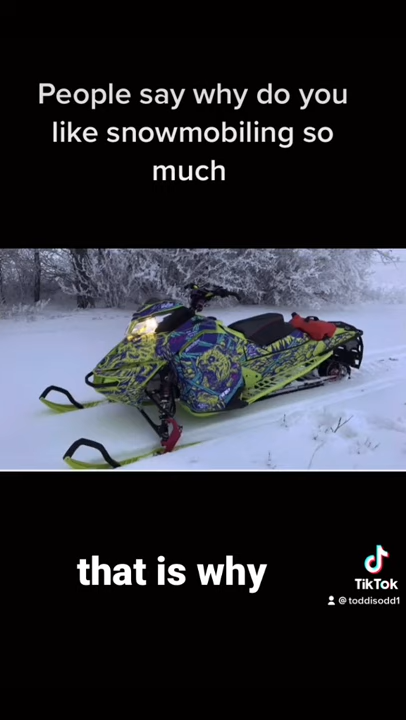 People say why do you
like snowmobiling so
much
that is why
TikTok
@ toddisodd1